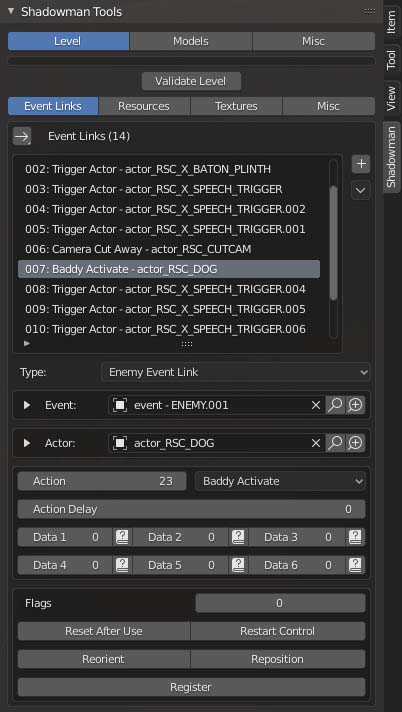 Shadowman Tools
Level Models Misc
Validate Level
Event Links Resources Textures Misc
Event Links (14)
002: Trigger Actor - actor_RSC_X_BATON_PLINTH
003: Trigger Actor - actor_RSC_X_SPEECH_TRIGGER
004: Trigger Actor - actor_RSC_X_SPEECH_TRIGGER.002
005: Trigger Actor - actor_RSC_X_SPEECH_TRIGGER.001
006: Camera Cut Away - actor_RSC_CUTCAM
007: Baddy Activate - actor_RSC_DOG
008: Trigger Actor - actor_RSC_X_SPEECH_TRIGGER.004
009: Trigger Actor - actor_RSC_X_SPEECH_TRIGGER.005
010: Trigger Actor - actor_RSC_X_SPEECH_TRIGGER.006
Type: Enemy Event Link
Event: event - ENEMY.001
Actor: actor_RSC_DOG
Action 23 Baddy Activate
Action Delay 0
Data 1 0 Data 2 0 Data 3 0
Data 4 0 Data 5 0 Data 6 0
Flags 0
Reset After Use Restart Control
Reorient Reposition
Register
Item
Tool
View
Shadowman